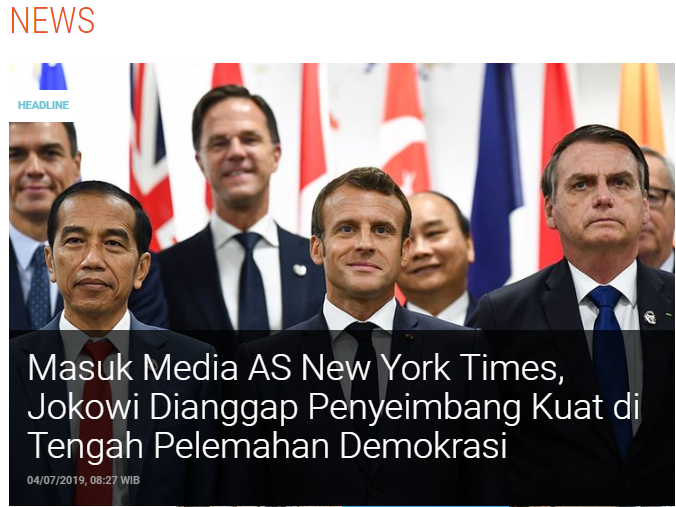 NEWS
HEADLINE
Masuk Media AS New York Times,
Jokowi Dianggap Penyeimbang Kuat di
Tengah Pelemahan Demokrasi
04/07/2019, 08:27 WIB